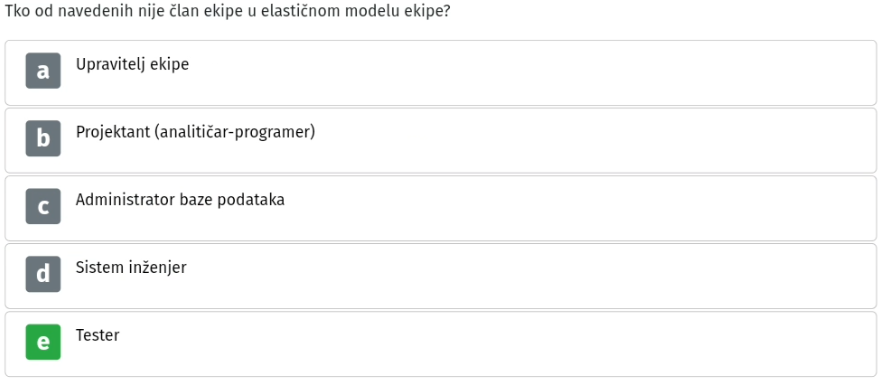 Tko od navedenih nije član ekipe u elastičnom modelu ekipe?
a Upravitelj ekipe
b Projektant (analitičar-programer)
c Administrator baze podataka
d Sistem inženjer
e Tester